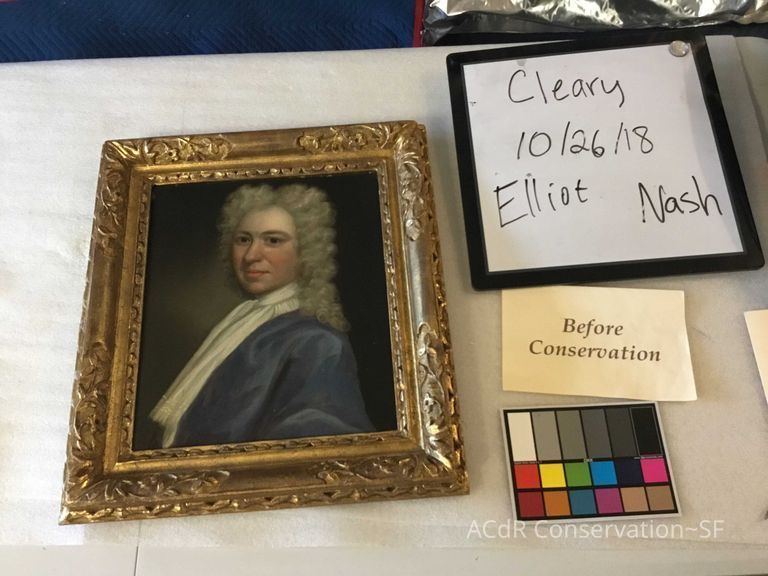 Cleary
10/26/18
Elliot Nash
Before
Conservation
ACdR Conservation~SF